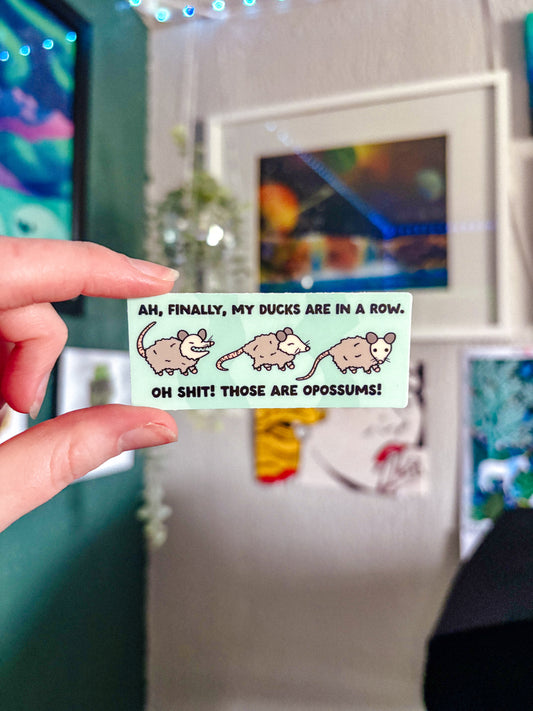 AH, FINALLY, MY DUCKS ARE IN A ROW.
OH SHIT! THOSE ARE OPOSSUMS!